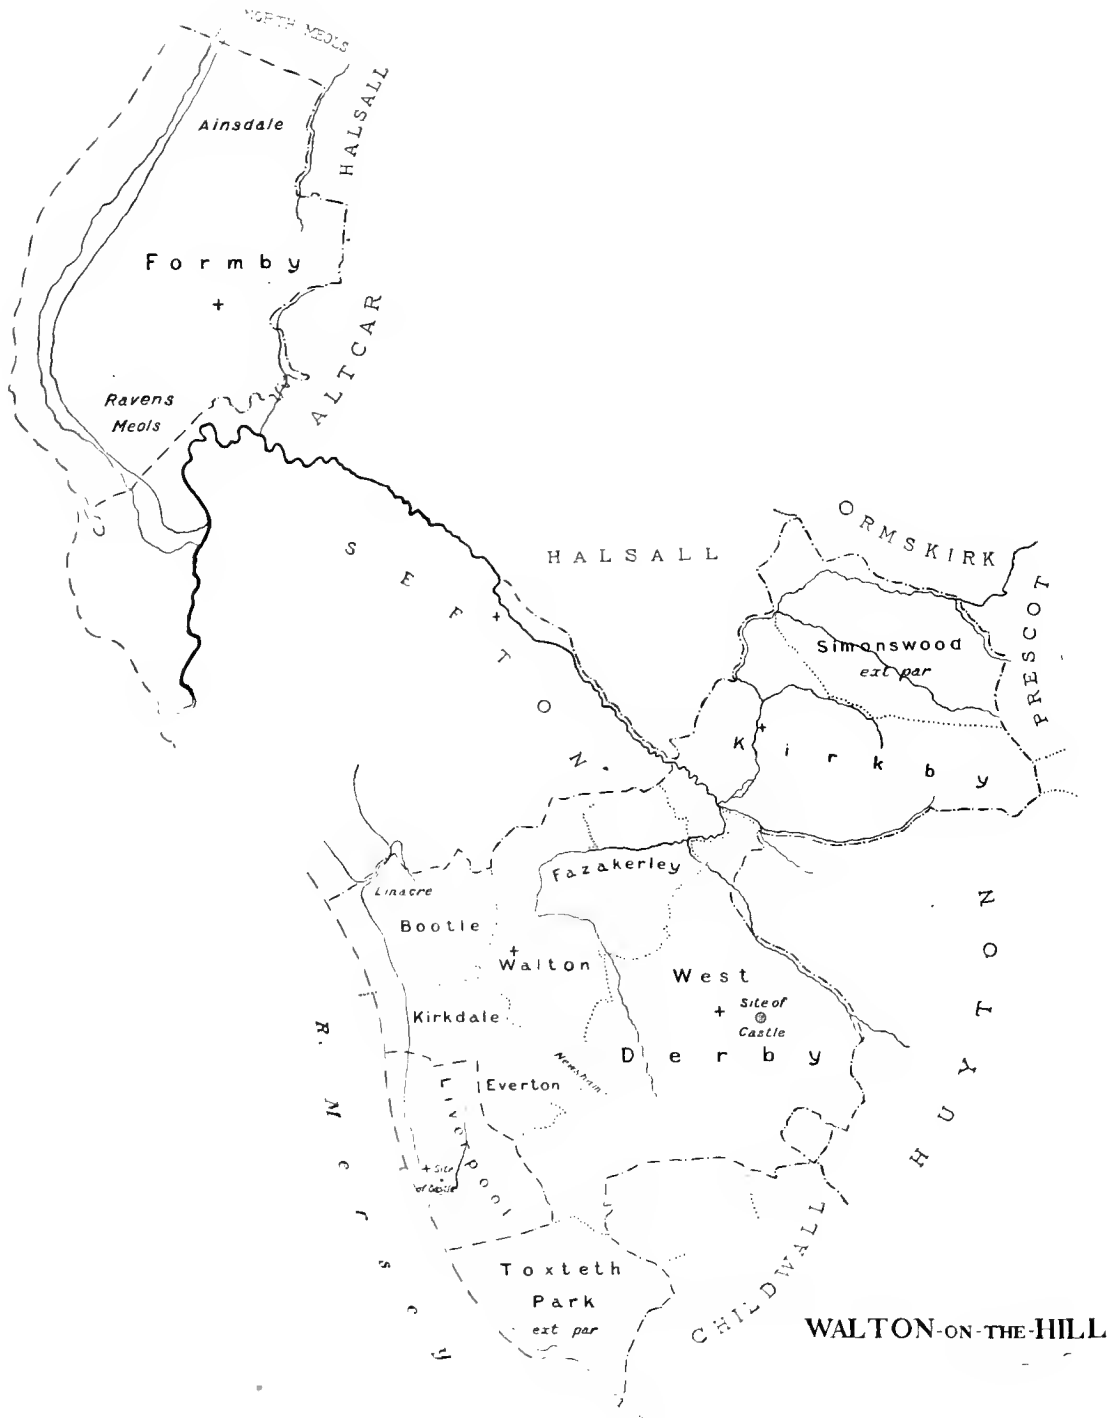 NORTH MEOLS
HALSALL
Ainsdale
Formby
ALTCAR
Ravens
Meols
SEFTON
HALSALL
ORMSKIRK
PRESCOT
Simonswood
ext par
Kirkby
Fazakerley
Linacre
Bootle
Walton
West
Derby
Site of
Castle
Kirkdale
Everton
Newsham
Liverpool
Site
of Castle
R. Mersey
HUYTON
Toxteth
Park
ext par
CHILDWALL
WALTON-ON-THE-HILL